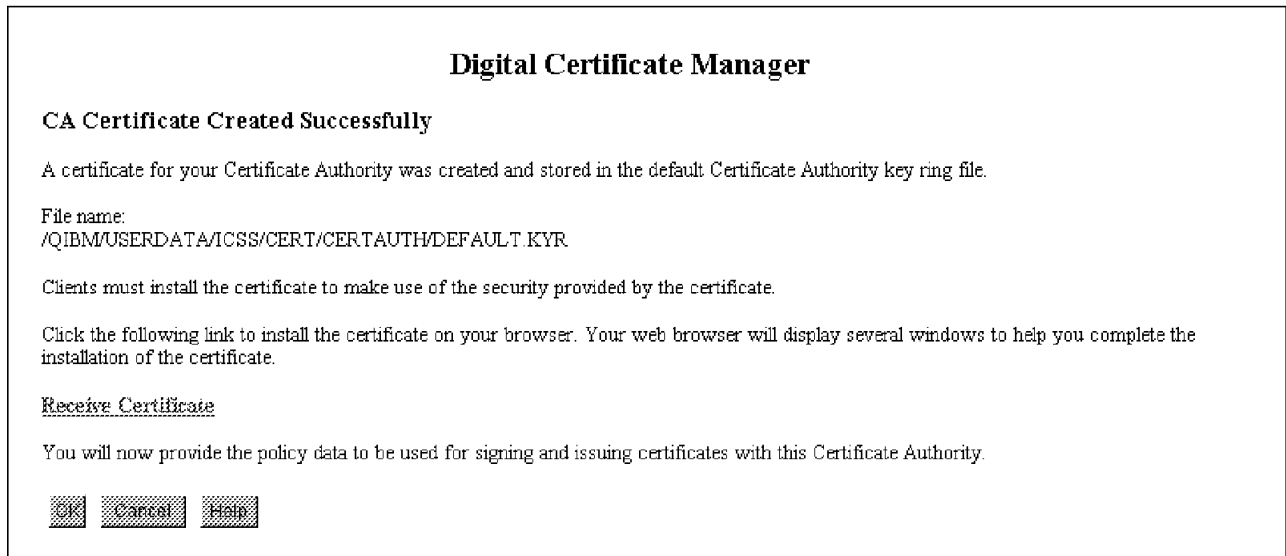 Digital Certificate Manager
CA Certificate Created Successfully
A certificate for your Certificate Authority was created and stored in the default Certificate Authority key ring file.
File name:
/QIBM/USERDATA/ICSS/CERT/CERTAUTH/DEFAULT.KYR
Clients must install the certificate to make use of the security provided by the certificate.
Click the following link to install the certificate on your browser. Your web browser will display several windows to help you complete the
installation of the certificate.
Receive Certificate
You will now provide the policy data to be used for signing and issuing certificates with this Certificate Authority.
OK Cancel Help